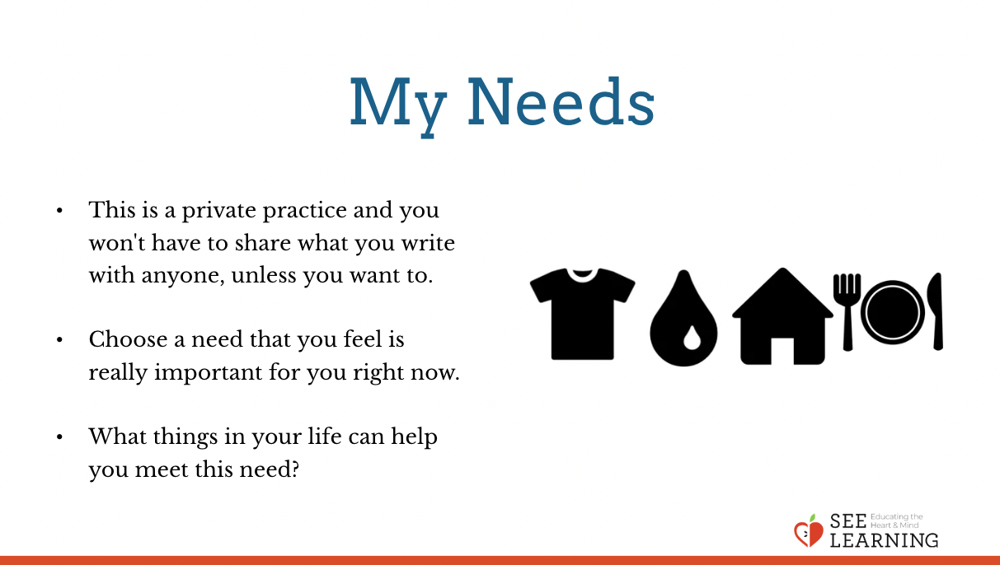 My Needs
• This is a private practice and you
won't have to share what you write
with anyone, unless you want to.
• Choose a need that you feel is
really important for you right now.
• What things in your life can help
you meet this need?
SEE Educating the
Heart & Mind
LEARNING